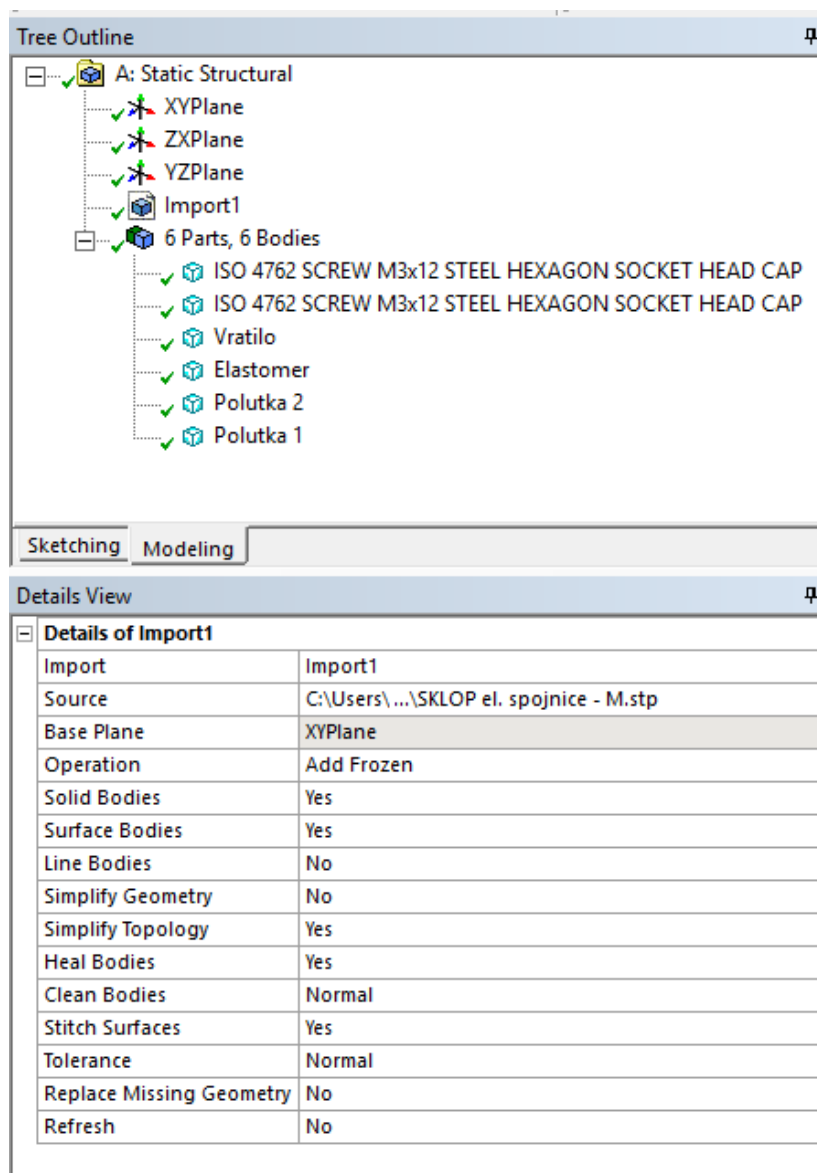 Tree Outline
A: Static Structural
XYPlane
ZXPlane
YZPlane
Import1
6 Parts, 6 Bodies
ISO 4762 SCREW M3x12 STEEL HEXAGON SOCKET HEAD CAP
ISO 4762 SCREW M3x12 STEEL HEXAGON SOCKET HEAD CAP
Vratilo
Elastomer
Polutka 2
Polutka 1
Sketching Modeling
Details View
Details of Import1
Import Import1
Source C:\Users\ ...\SKLOP el. spojnice - M.stp
Base Plane XYPlane
Operation Add Frozen
Solid Bodies Yes
Surface Bodies Yes
Line Bodies No
Simplify Geometry No
Simplify Topology Yes
Heal Bodies Yes
Clean Bodies Normal
Stitch Surfaces Yes
Tolerance Normal
Replace Missing Geometry No
Refresh No